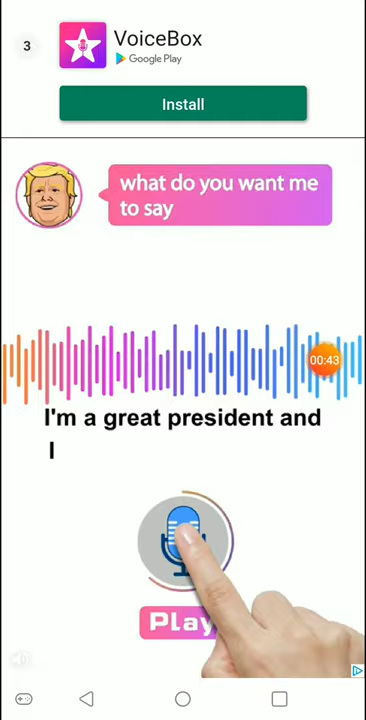 3
VoiceBox
Google Play
Install
what do you want me
to say
00:43
I'm a great president and
I
Play